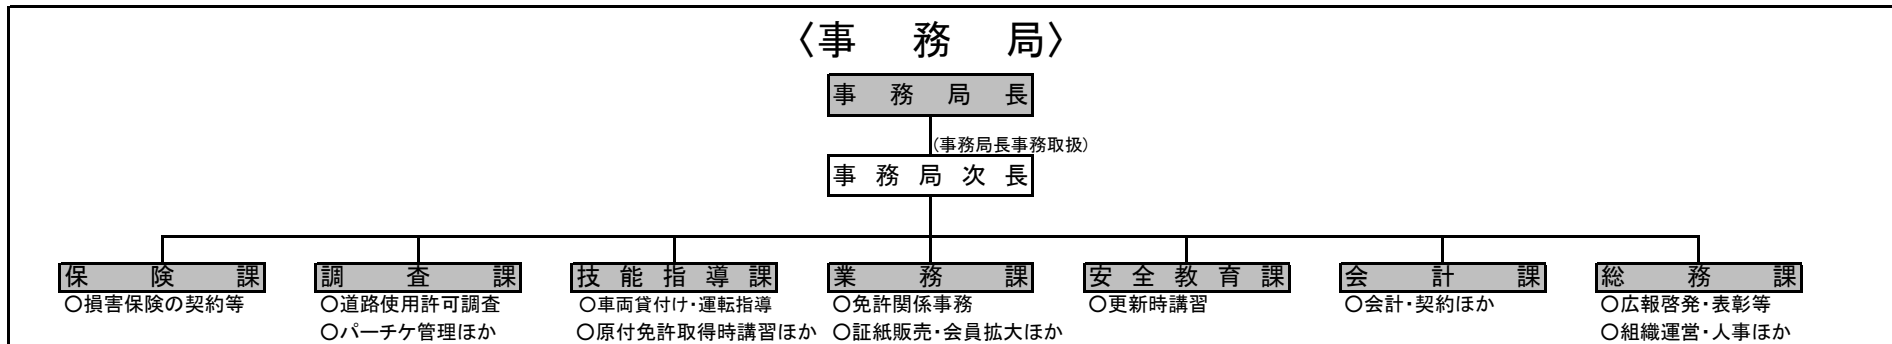 〈事務局〉
事務局長
(事務局長事務取扱)
事務局次長
保険課 調査課 技能指導課 業務課 安全教育課 会計課 総務課
○損害保険の契約等 ○道路使用許可調査 ○車両貸付け・運転指導 ○免許関係事務 ○更新時講習 ○会計・契約ほか ○広報啓発・表彰等
○パーチケ管理ほか ○原付免許取得時講習ほか ○証紙販売・会員拡大ほか ○組織運営・人事ほか